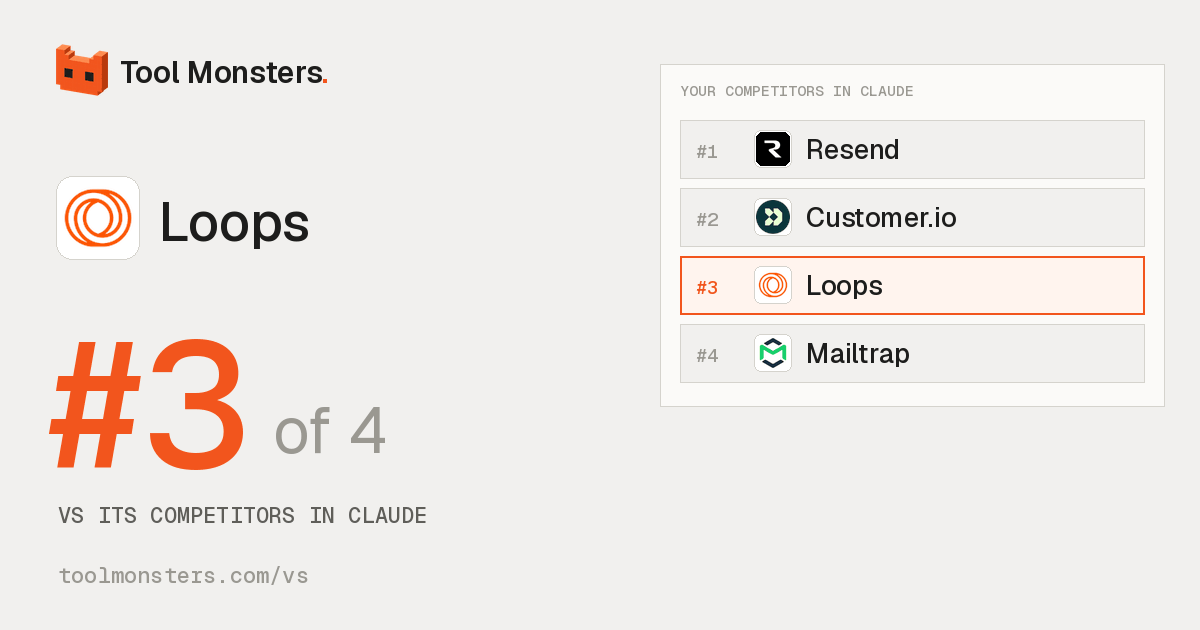 Tool Monsters.
Loops
#3 of 4
VS ITS COMPETITORS IN CLAUDE
toolmonsters.com/vs
YOUR COMPETITORS IN CLAUDE
#1 Resend
#2 Customer.io
#3 Loops
#4 Mailtrap